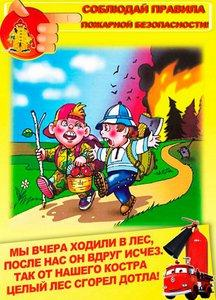 СОБЛЮДАЙ ПРАВИЛА
ПОЖАРНОЙ БЕЗОПАСНОСТИ!
МЫ ВЧЕРА ХОДИЛИ В ЛЕС,
ПОСЛЕ НАС ОН ВДРУГ ИСЧЕЗ.
ТАК ОТ НАШЕГО КОСТРА
ЦЕЛЫЙ ЛЕС СГОРЕЛ ДОТЛА!